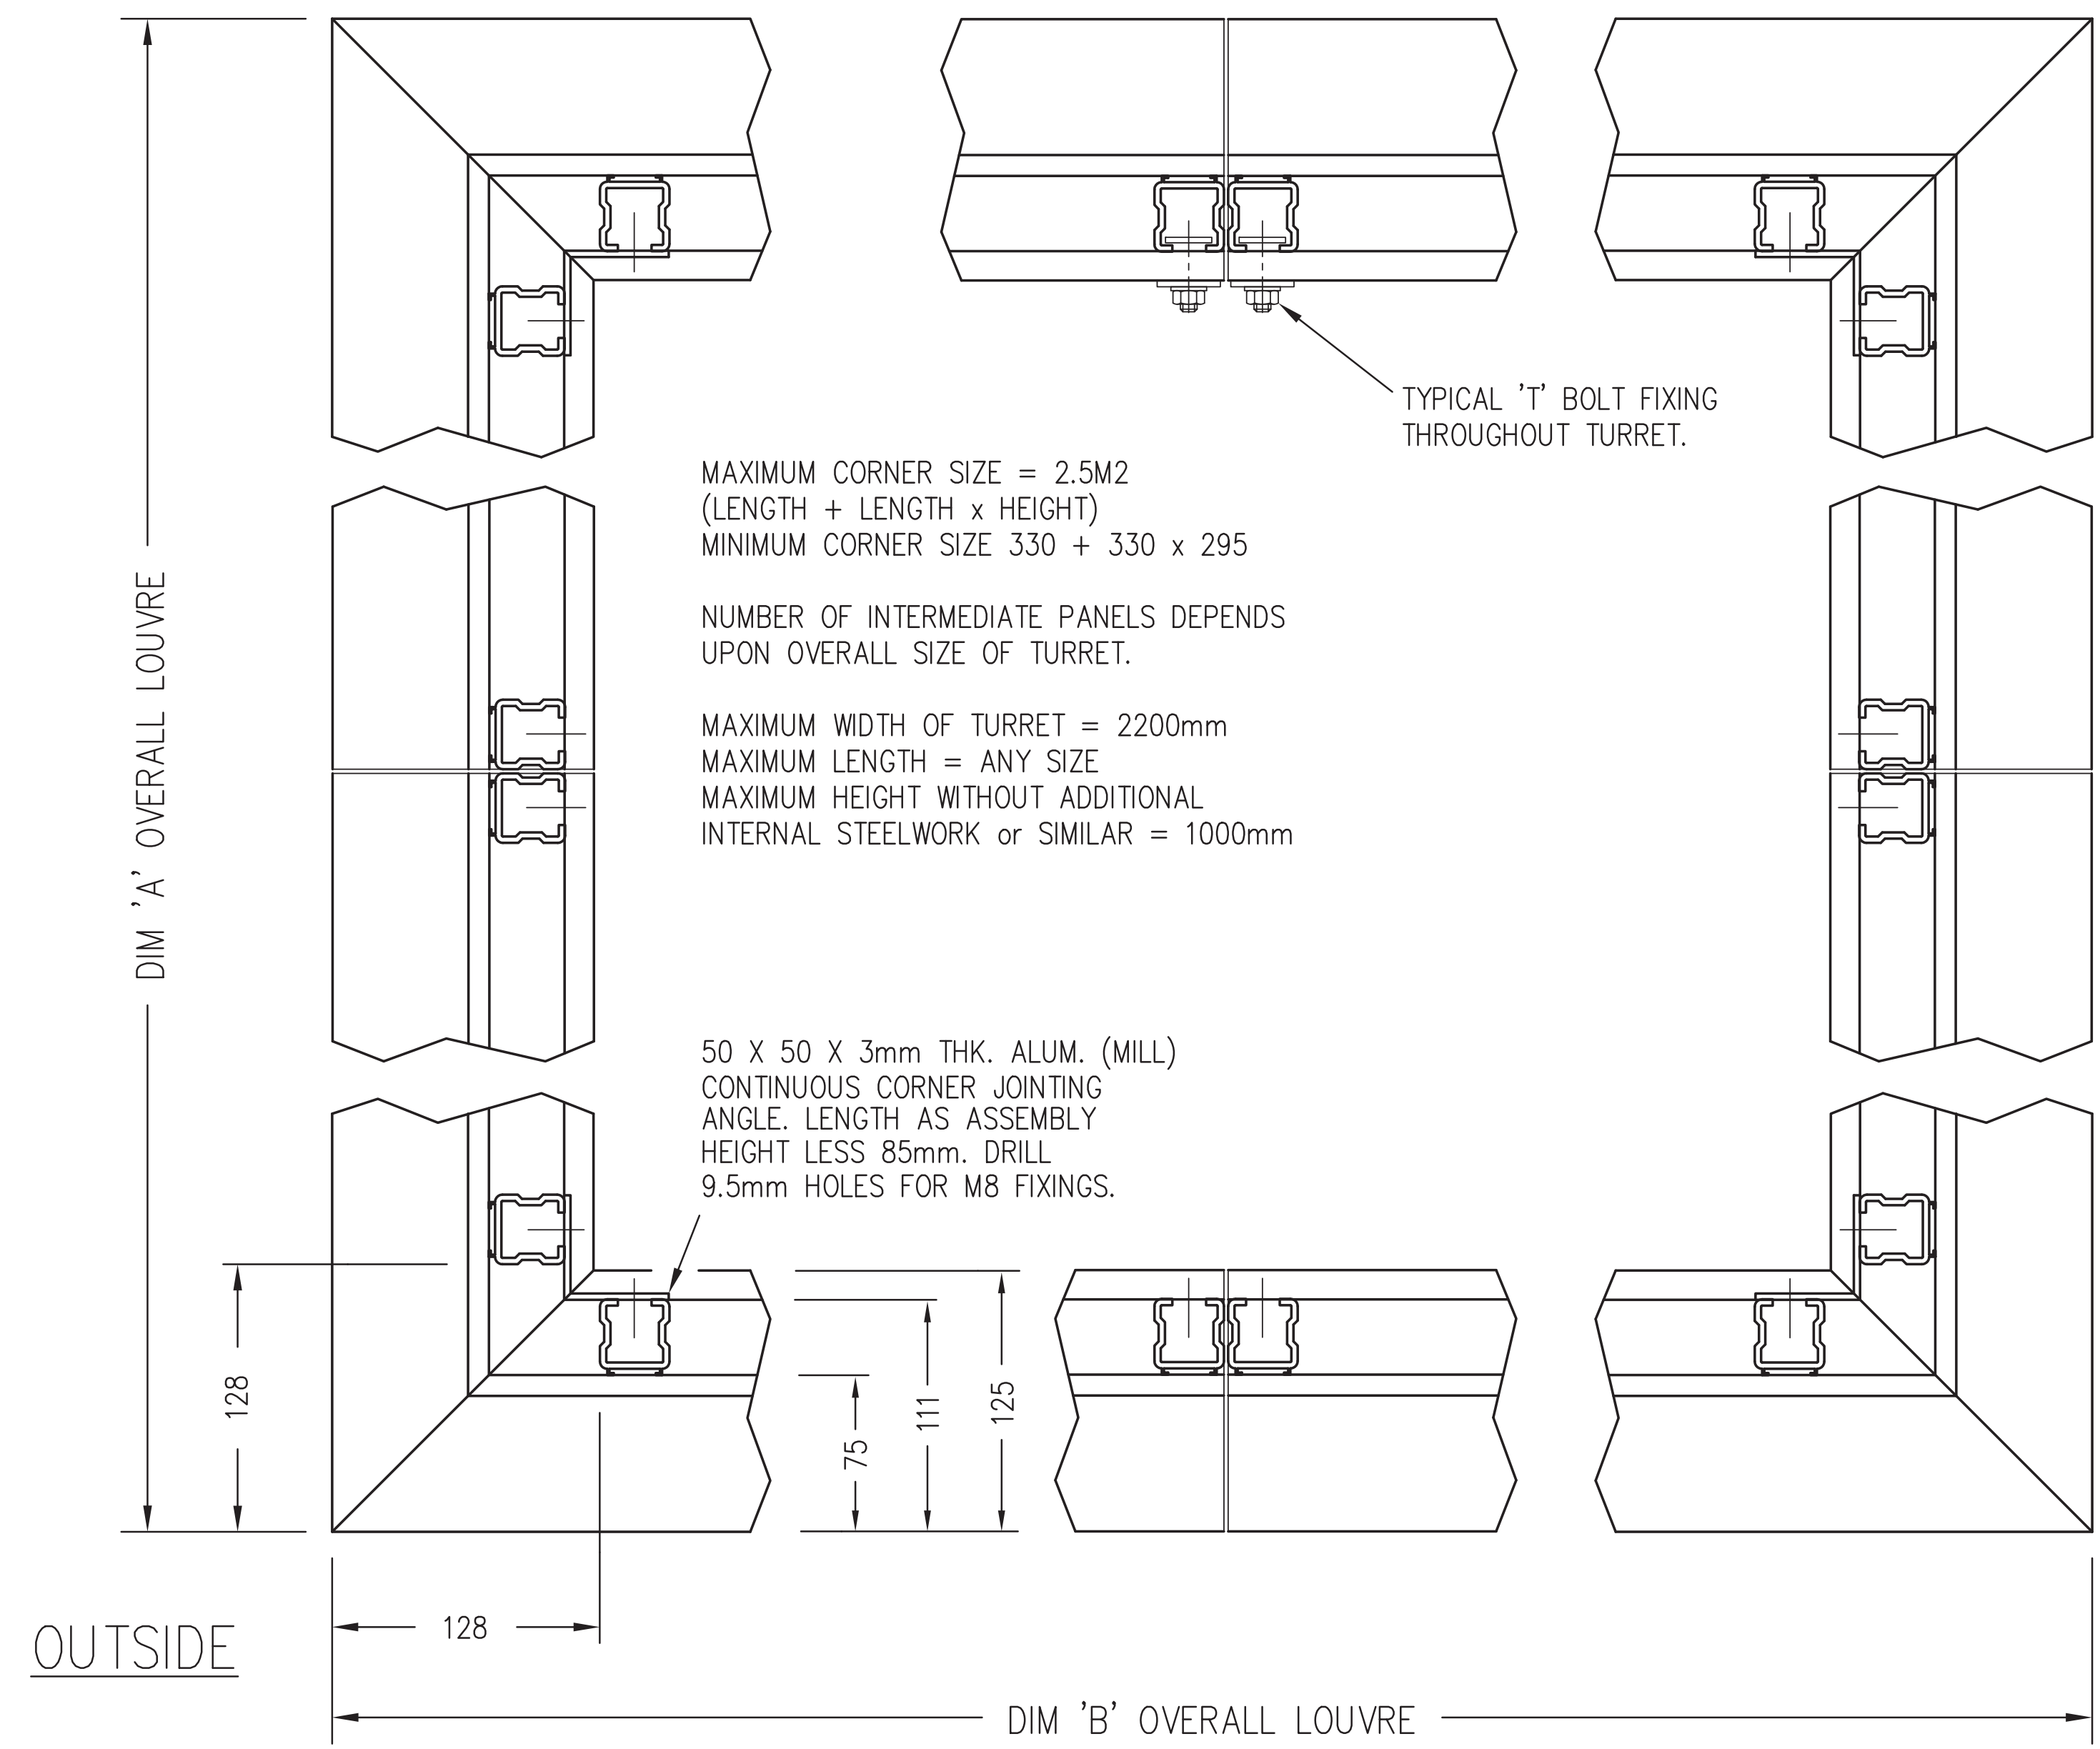 TYPICAL 'T' BOLT FIXING
THROUGHOUT TURRET.
MAXIMUM CORNER SIZE = 2.5M2
(LENGTH + LENGTH x HEIGHT)
MINIMUM CORNER SIZE 330 + 330 x 295
NUMBER OF INTERMEDIATE PANELS DEPENDS
UPON OVERALL SIZE OF TURRET.
MAXIMUM WIDTH OF TURRET = 2200mm
MAXIMUM LENGTH = ANY SIZE
MAXIMUM HEIGHT WITHOUT ADDITIONAL
INTERNAL STEELWORK or SIMILAR = 1000mm
DIM 'A' OVERALL LOUVRE
50 X 50 X 3mm THK. ALUM. (MILL)
CONTINUOUS CORNER JOINTING
ANGLE. LENGTH AS ASSEMBLY
HEIGHT LESS 85mm. DRILL
9.5mm HOLES FOR M8 FIXINGS.
128
75
111
125
128
OUTSIDE
DIM 'B' OVERALL LOUVRE